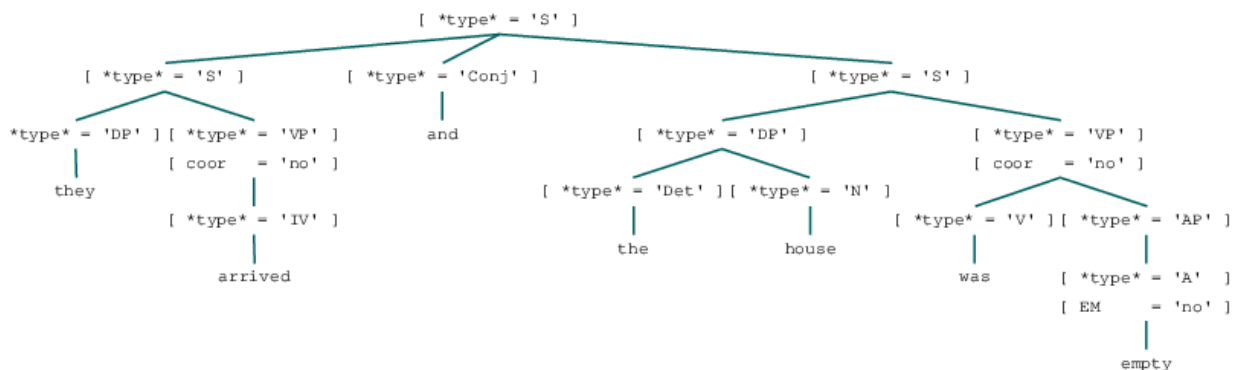 [ *type* = 'S' ]
[ *type* = 'S' ] [ *type* = 'Conj' ] [ *type* = 'S' ]
*type* = 'DP' ] [ *type* = 'VP' ] and [ *type* = 'DP' ] [ *type* = 'VP' ]
[ coor = 'no' ] [ coor = 'no' ]
they [ *type* = 'Det' ] [ *type* = 'N' ]
[ *type* = 'IV' ] [ *type* = 'V' ] [ *type* = 'AP' ]
the house
arrived was [ *type* = 'A' ]
[ EM = 'no' ]
empty